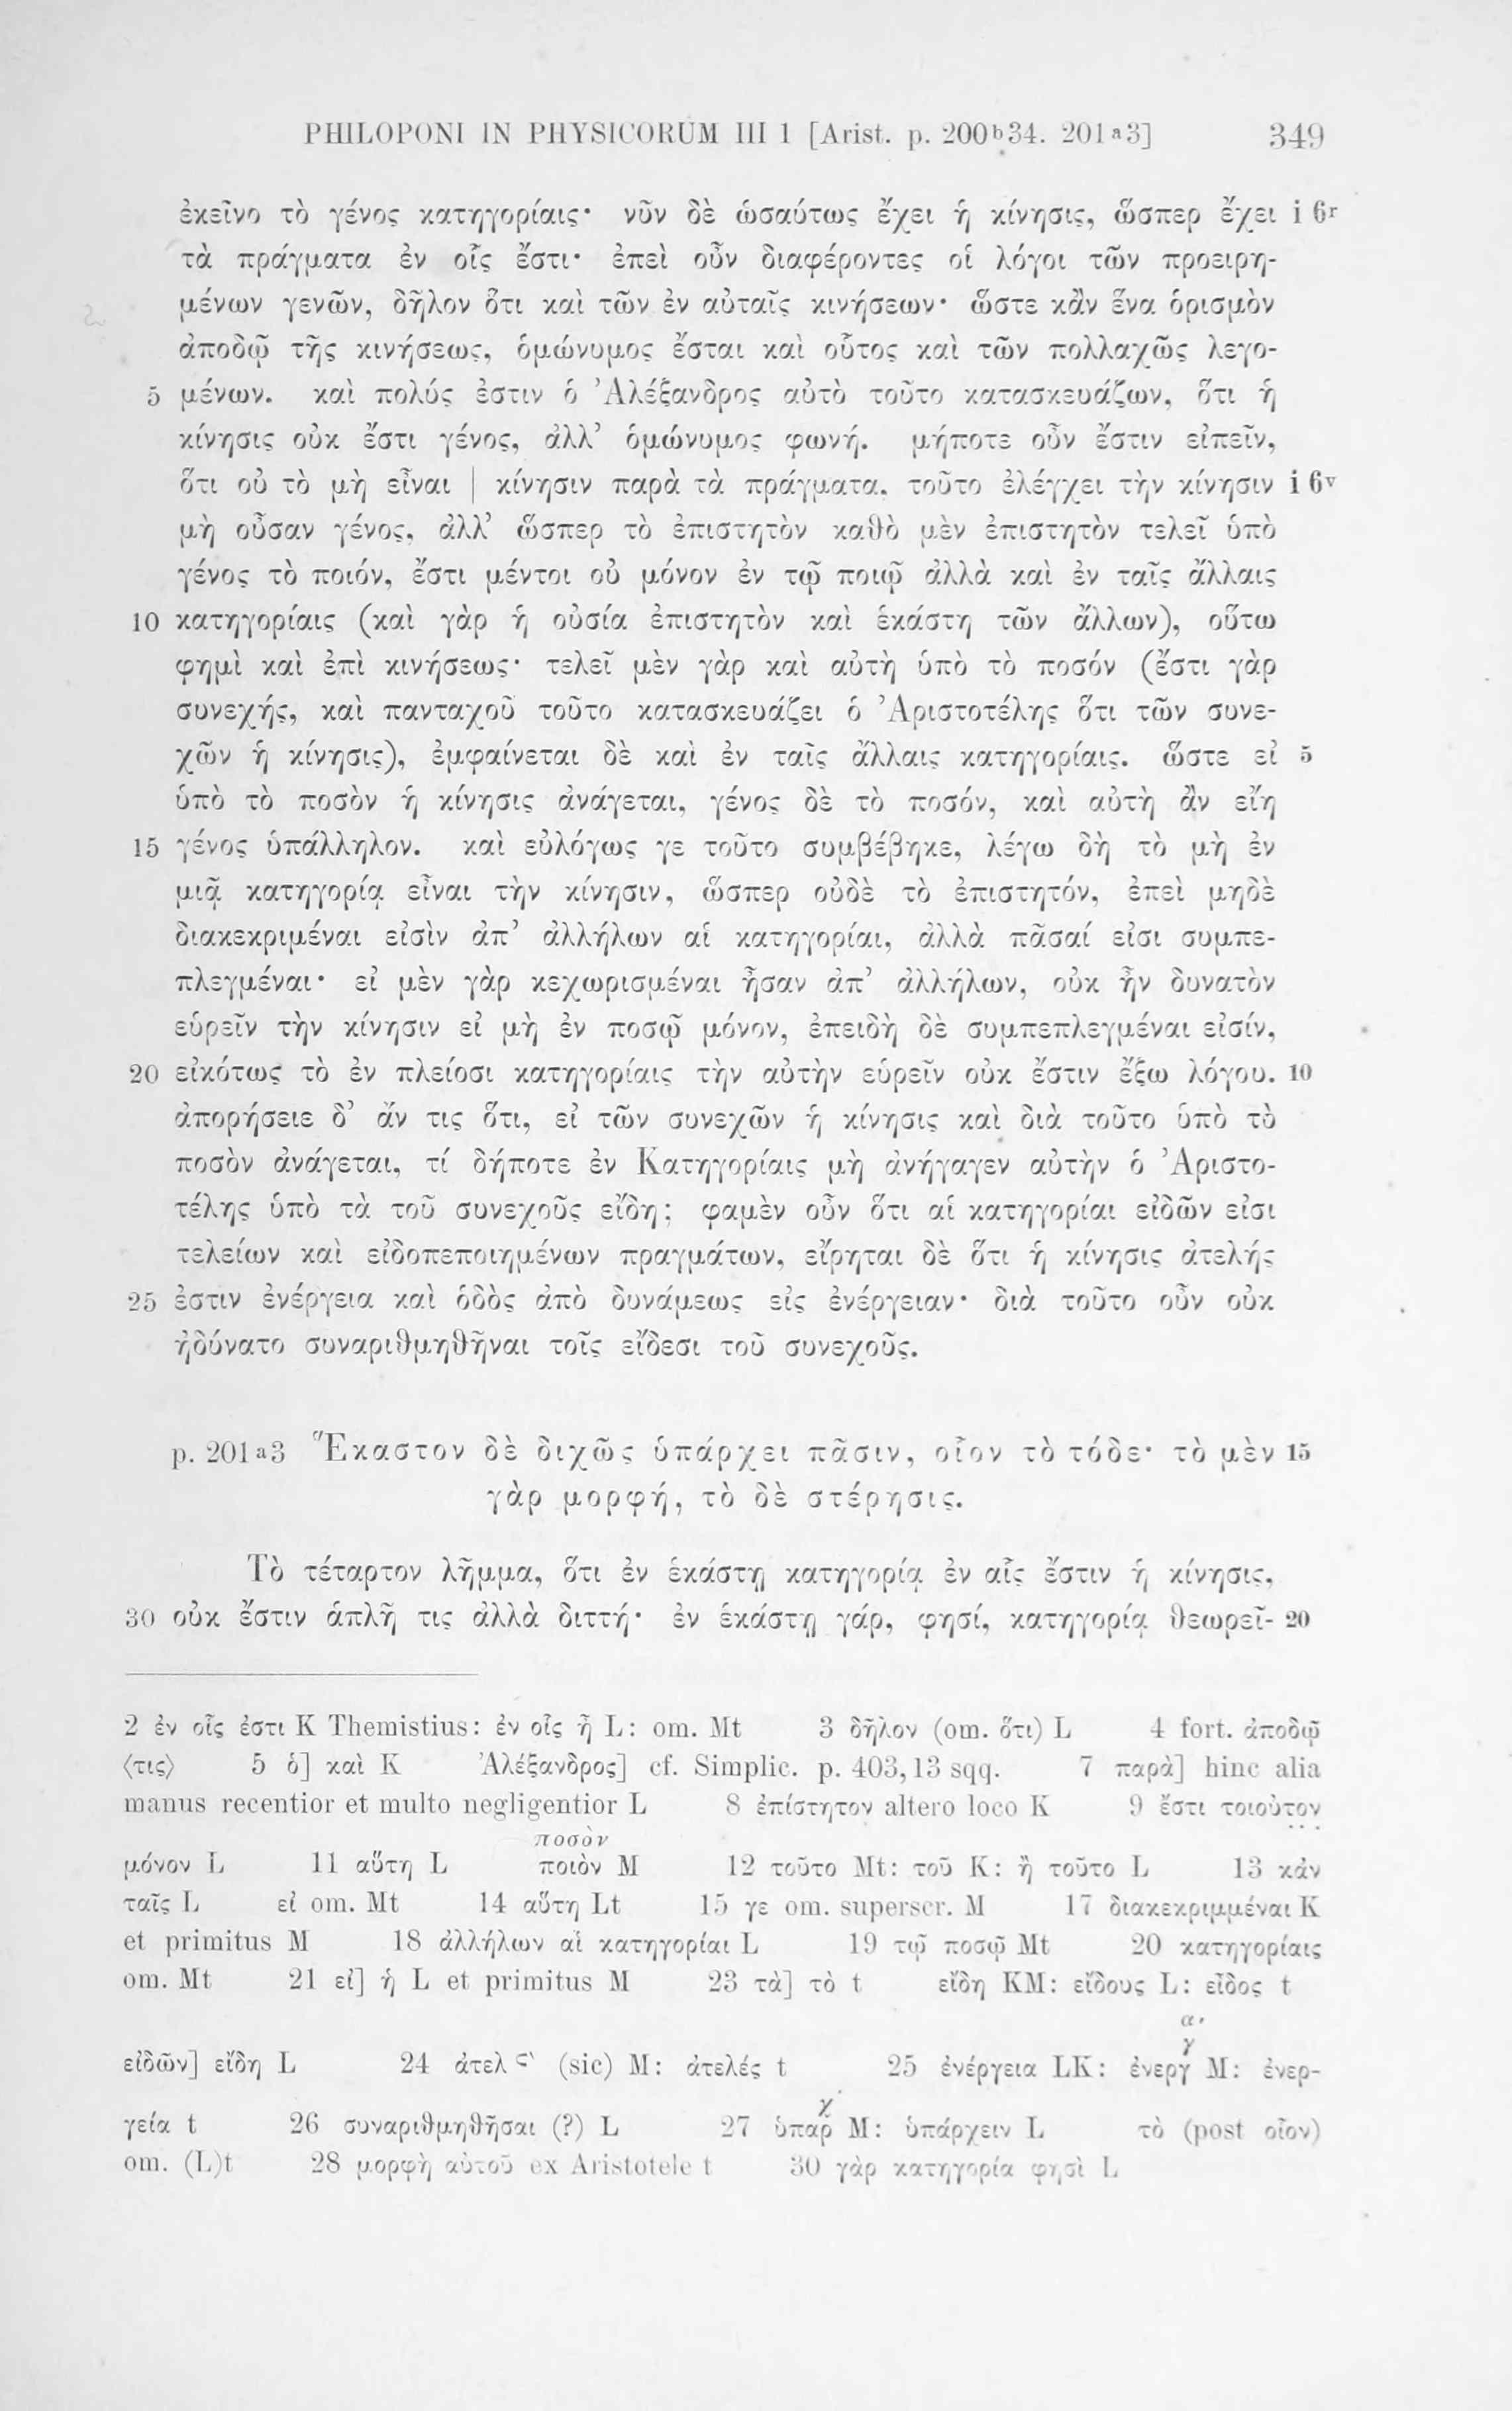 PHILOPONI IN PHYSICORUM III 1 [Arist. p. 200ᵇ34. 201ᵃ3] 349
ἐκεῖνο τὸ γένος κατηγορίαις· νῦν δὲ ὡσαύτως ἔχει ἡ κίνησις, ὥσπερ ἔχει i 6ʳ
τὰ πράγματα ἐν οἷς ἔστι· ἐπεὶ οὖν διαφέροντες οἱ λόγοι τῶν προειρη-
μένων γενῶν, δῆλον ὅτι καὶ τῶν ἐν αὐταῖς κινήσεων· ὥστε κἂν ἕνα ὁρισμὸν
ἀποδῷ τῆς κινήσεως, ὁμώνυμος ἔσται καὶ οὗτος καὶ τῶν πολλαχῶς λεγο-
5 μένων. καὶ πολύς ἐστιν ὁ Ἀλέξανδρος αὐτὸ τοῦτο κατασκευάζων, ὅτι ἡ
κίνησις οὐκ ἔστι γένος, ἀλλ’ ὁμώνυμος φωνή. μήποτε οὖν ἔστιν εἰπεῖν,
ὅτι οὐ τὸ μὴ εἶναι | κίνησιν παρὰ τὰ πράγματα, τοῦτο ἐλέγχει τὴν κίνησιν i 6ᵛ
μὴ οὖσαν γένος, ἀλλ’ ὥσπερ τὸ ἐπιστητὸν καθὸ μὲν ἐπιστητὸν τελεῖ ὑπὸ
γένος τὸ ποιόν, ἔστι μέντοι οὐ μόνον ἐν τῷ ποιῷ ἀλλὰ καὶ ἐν ταῖς ἄλλαις
10 κατηγορίαις (καὶ γὰρ ἡ οὐσία ἐπιστητὸν καὶ ἑκάστη τῶν ἄλλων), οὕτω
φημὶ καὶ ἐπὶ κινήσεως· τελεῖ μὲν γὰρ καὶ αὐτὴ ὑπὸ τὸ ποσόν (ἔστι γὰρ
συνεχής, καὶ πανταχοῦ τοῦτο κατασκευάζει ὁ Ἀριστοτέλης ὅτι τῶν συνε-
χῶν ἡ κίνησις), ἐμφαίνεται δὲ καὶ ἐν ταῖς ἄλλαις κατηγορίαις. ὥστε εἰ 5
ὑπὸ τὸ ποσὸν ἡ κίνησις ἀνάγεται, γένος δὲ τὸ ποσόν, καὶ αὐτὴ ἂν εἴη
15 γένος ὑπάλληλον. καὶ εὐλόγως γε τοῦτο συμβέβηκε, λέγω δὴ τὸ μὴ ἐν
μιᾷ κατηγορίᾳ εἶναι τὴν κίνησιν, ὥσπερ οὐδὲ τὸ ἐπιστητόν, ἐπεὶ μηδὲ
διακεκριμέναι εἰσὶν ἀπ’ ἀλλήλων αἱ κατηγορίαι, ἀλλὰ πᾶσαί εἰσι συμπε-
πλεγμέναι· εἰ μὲν γὰρ κεχωρισμέναι ἦσαν ἀπ’ ἀλλήλων, οὐκ ἦν δυνατὸν
εὑρεῖν τὴν κίνησιν εἰ μὴ ἐν ποσῷ μόνον, ἐπειδὴ δὲ συμπεπλεγμέναι εἰσίν,
20 εἰκότως τὸ ἐν πλείοσι κατηγορίαις τὴν αὐτὴν εὑρεῖν οὐκ ἔστιν ἔξω λόγου. 10
ἀπορήσειε δ’ ἄν τις ὅτι, εἰ τῶν συνεχῶν ἡ κίνησις καὶ διὰ τοῦτο ὑπὸ τὸ
ποσὸν ἀνάγεται, τί δήποτε ἐν Κατηγορίαις μὴ ἀνήγαγεν αὐτὴν ὁ Ἀριστο-
τέλης ὑπὸ τὰ τοῦ συνεχοῦς εἴδη; φαμὲν οὖν ὅτι αἱ κατηγορίαι εἰδῶν εἰσι
τελείων καὶ εἰδοπεποιημένων πραγμάτων, εἴρηται δὲ ὅτι ἡ κίνησις ἀτελής
25 ἐστιν ἐνέργεια καὶ ὁδὸς ἀπὸ δυνάμεως εἰς ἐνέργειαν· διὰ τοῦτο οὖν οὐκ
ἠδύνατο συναριθμηθῆναι τοῖς εἴδεσι τοῦ συνεχοῦς.
p. 201ᵃ3 Ἕκαστον δὲ διχῶς ὑπάρχει πᾶσιν, οἷον τὸ τόδε· τὸ μὲν 15
γὰρ μορφή, τὸ δὲ στέρησις.
Τὸ τέταρτον λῆμμα, ὅτι ἐν ἑκάστῃ κατηγορίᾳ ἐν αἷς ἔστιν ἡ κίνησις,
30 οὐκ ἔστιν ἁπλῆ τις ἀλλὰ διττή· ἐν ἑκάστῃ γάρ, φησί, κατηγορίᾳ θεωρεῖ- 20
2 ἐν οἷς ἐστι K Themistius: ἐν οἷς ἡ L: om. Mt 3 δῆλον (om. ὅτι) L 4 fort. ἀποδῷ
⟨τις⟩ 5 ὁ] καὶ K Ἀλέξανδρος] cf. Simplic. p. 403,13 sqq. 7 παρὰ] hinc alia
manus recentior et multo negligentior L 8 ἐπίστητον altero loco K 9 ἔστι τοιοῦτον
ποσὸν
μόνον L 11 αὕτη L ποιὸν M 12 τοῦτο Mt: τοῦ K: ἢ τοῦτο L 13 κἀν
ταῖς L εἰ om. Mt 14 αὕτη Lt 15 γε om. superscr. M 17 διακεκριμμέναι K
et primitus M 18 ἀλλήλων αἱ κατηγορίαι L 19 τῷ ποσῷ Mt 20 κατηγορίαις
om. Mt 21 εἰ] ἡ L et primitus M 23 τὰ] τὸ t εἴδη KM: εἴδους L: εἶδος t
εἰδῶν] εἴδη L 24 ἀτελ (sic) M: ἀτελές t 25 ἐνέργεια LK: ἐνεργ M: ἐνερ-
γείᾳ t 26 συναριθμηθῆσαι (?) L 27 ὑπαρ M: ὑπάρχειν L τὸ (post οἷον)
om. (L)t 28 μορφὴ αὐτοῦ ex Aristotele t 30 γὰρ κατηγορία φησὶ L